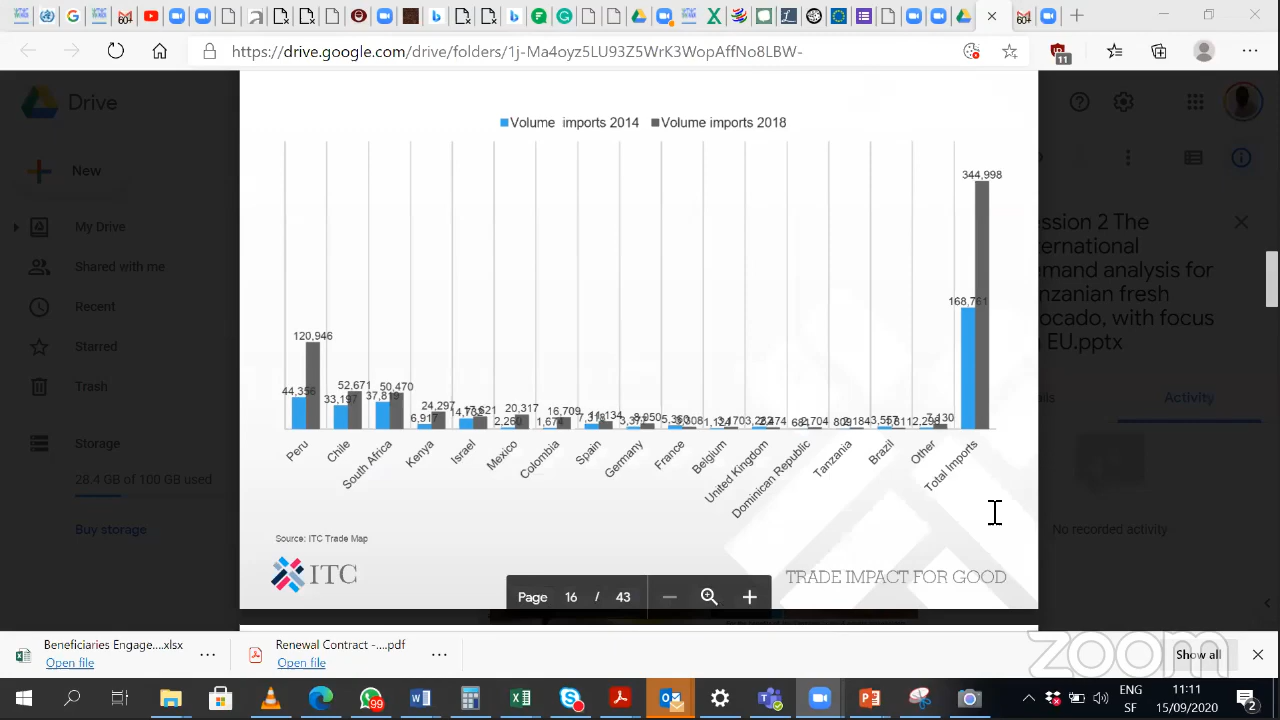 https://drive.google.com/drive/folders/1j-Ma4oyz5LU93Z5WrK3WopAffNo8LBW-
11
Drive
New
My Drive
Shared with me
Recent
Starred
Trash
Storage
28.4 GB of 100 GB used
Buy storage
Volume imports 2014 Volume imports 2018
344,998
168,761
120,946
44,356
33,197
52,671
37,819
50,470
6,917
24,297
20,317
16,709
Peru
Chile
South Africa
Kenya
Israel
Mexico
Colombia
Spain
Germany
France
Belgium
United Kingdom
Dominican Republic
Tanzania
Brazil
Other
Total Imports
Source: ITC Trade Map
ITC
TRADE IMPACT FOR GOOD
Page 16 / 43
ession 2 The
ternational
emand analysis for
nzanian fresh
ocado, with focus
EU.pptx
Activity
No recorded activity
Beneficiaries Engage....xlsx
Open file
Renewal Contract -....pdf
Open file
Show all
zoom
99
ENG
SF
11:11
15/09/2020
2